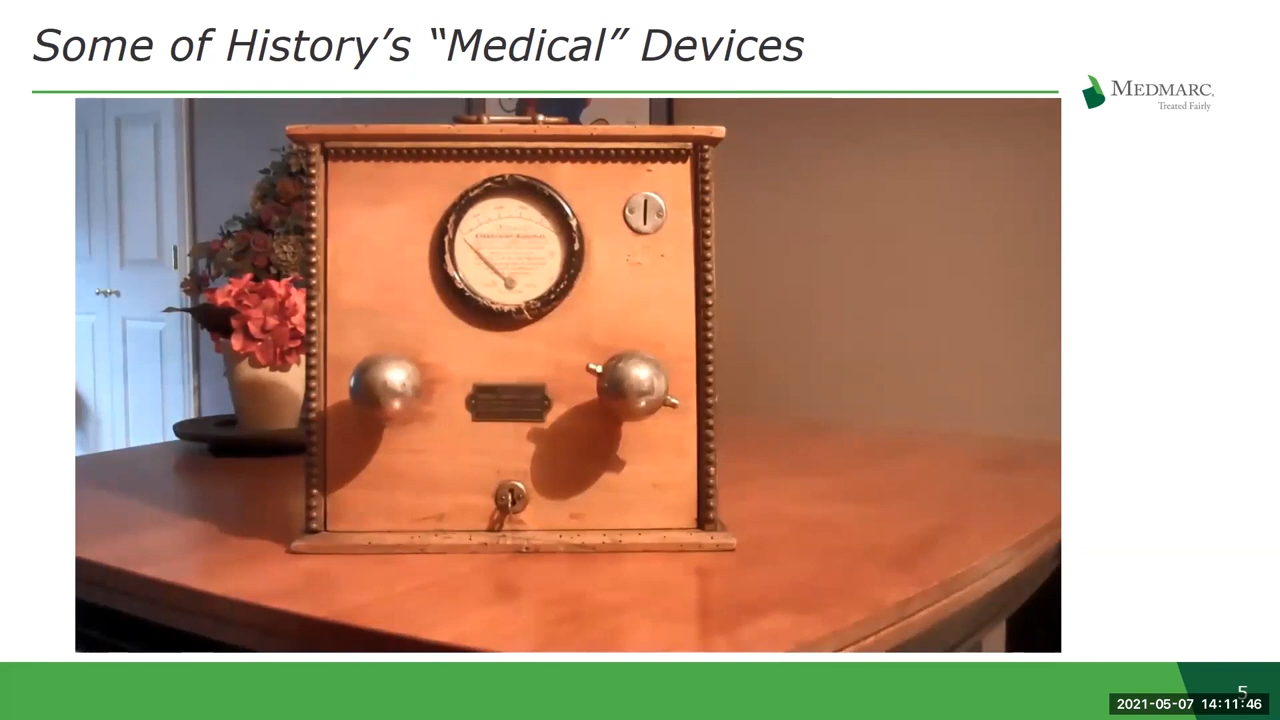 Some of History’s “Medical” Devices
MEDMARC
Treated Fairly
5
2021-05-07 14:11:46